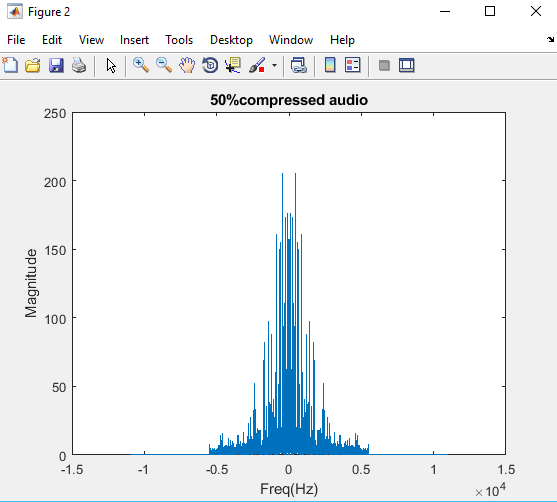 Figure 2
File Edit View Insert Tools Desktop Window Help
50%compressed audio
250
200
150
100
50
0
Magnitude
-1.5 -1 -0.5 0 0.5 1 1.5
Freq(Hz)
×10^4